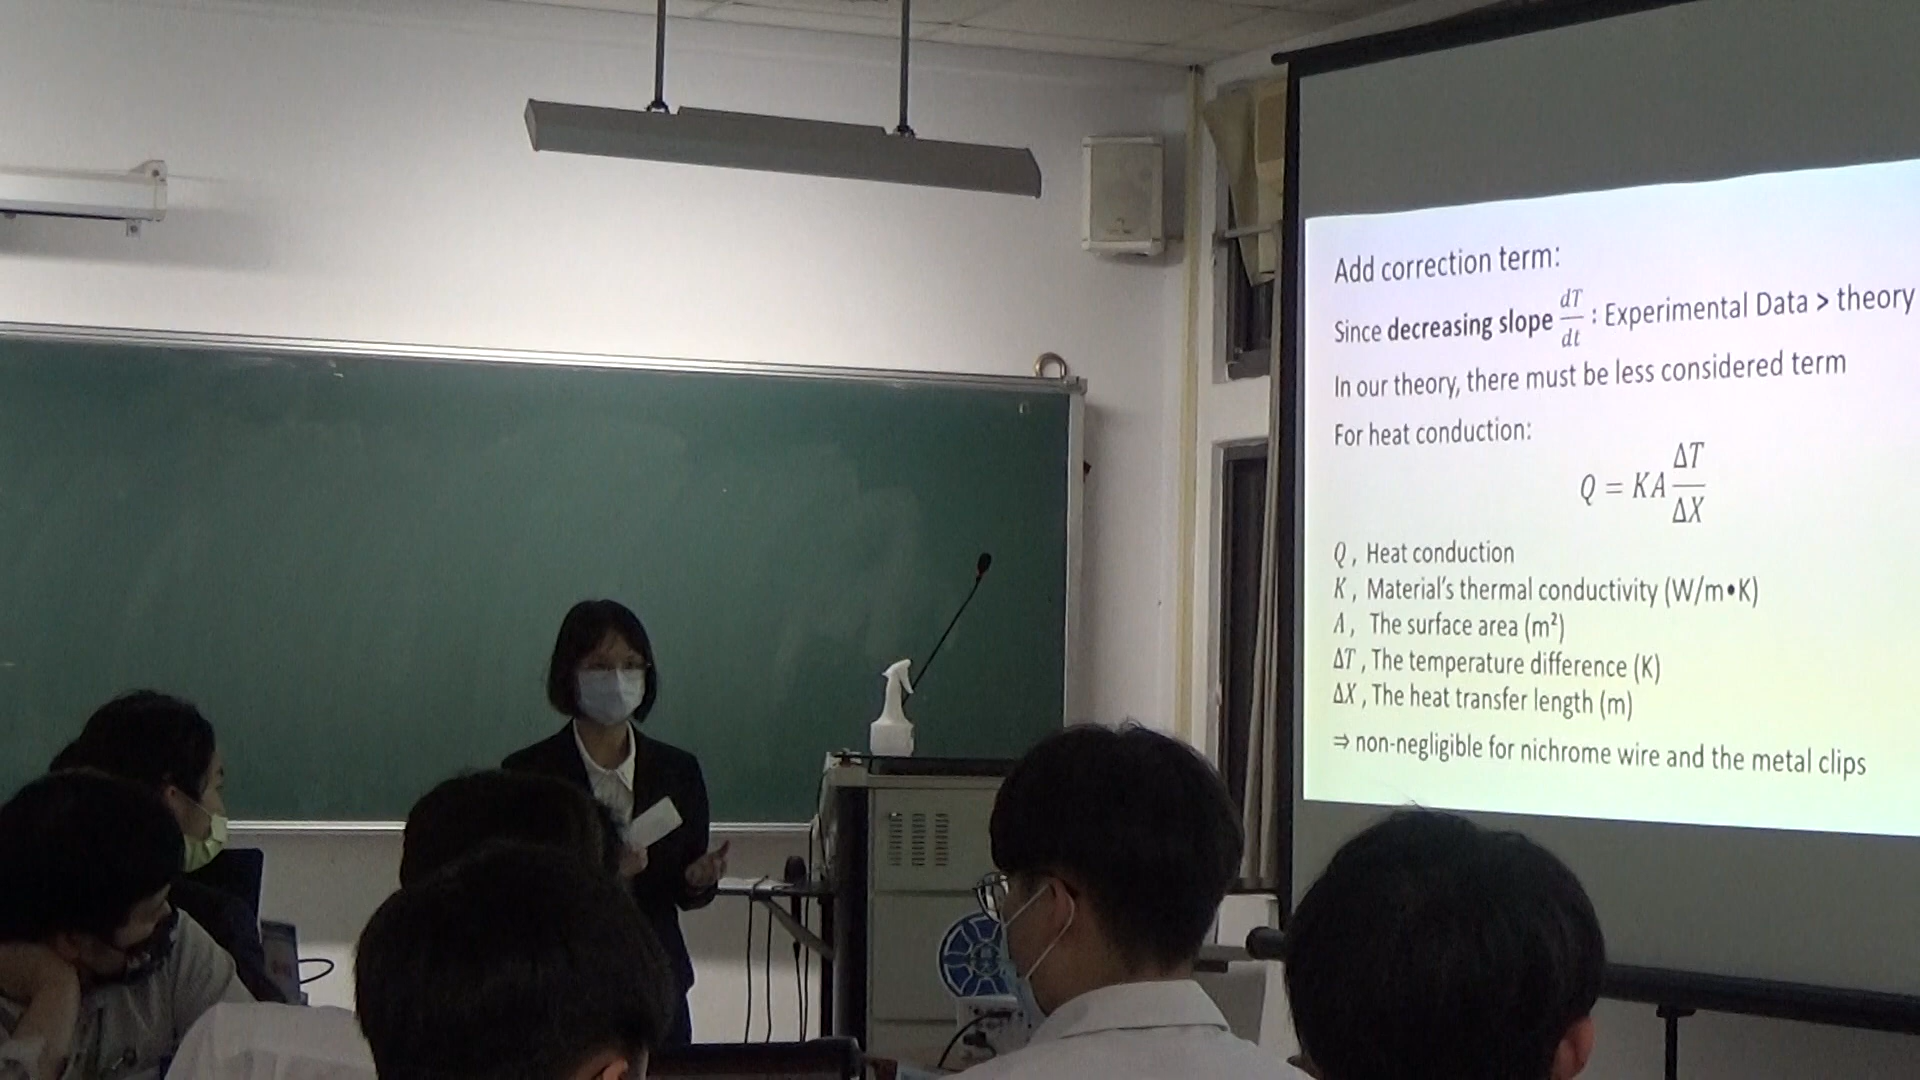 Add correction term:
Since decreasing slope dT/dt : Experimental Data > theory
In our theory, there must be less considered term
For heat conduction:
Q = KA ΔT/ΔX
Q , Heat conduction
K , Material's thermal conductivity (W/m•K)
A , The surface area (m²)
ΔT , The temperature difference (K)
ΔX , The heat transfer length (m)
⇒ non-negligible for nichrome wire and the metal clips